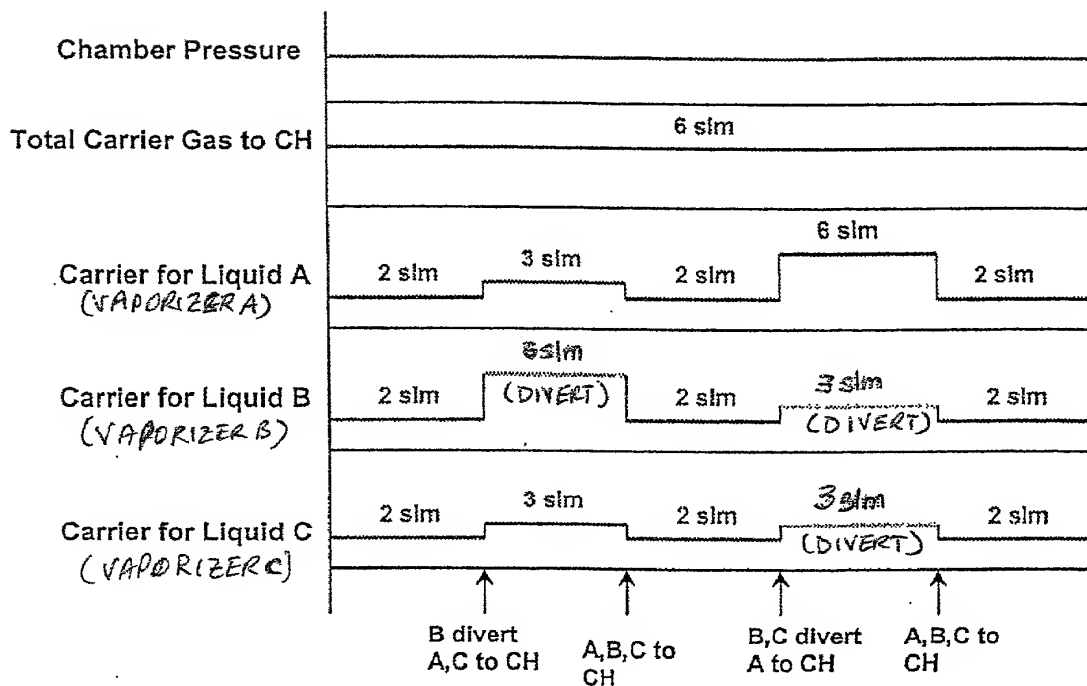 Chamber Pressure
Total Carrier Gas to CH
6 slm
6 slm
Carrier for Liquid A
(VAPORIZER A)
2 slm
3 slm
2 slm
2 slm
6slm
Carrier for Liquid B
(VAPORIZER B)
2 slm
(DIVERT)
2 slm
3 slm
(DIVERT)
2 slm
Carrier for Liquid C
(VAPORIZER C)
2 slm
3 slm
2 slm
3 slm
(DIVERT)
2 slm
B divert
A,C to CH
A,B,C to
CH
B,C divert
A to CH
A,B,C to
CH